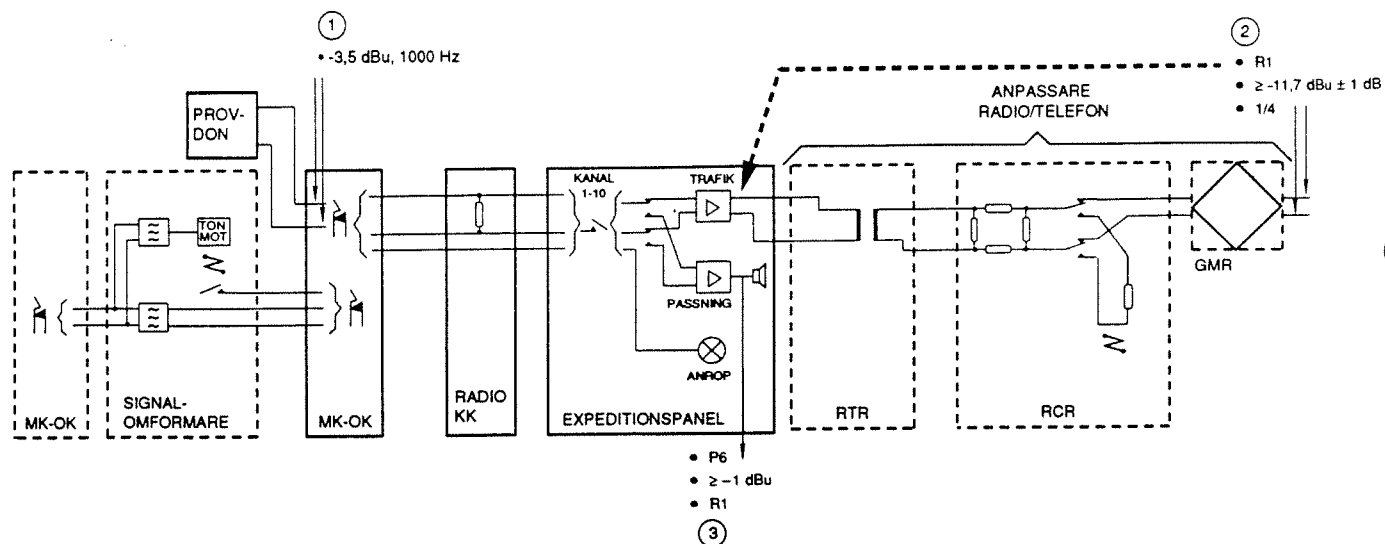 1
• -3,5 dBu, 1000 Hz
2
• R1
• ≥ -11,7 dBu ± 1 dB
• 1/4
ANPASSARE
RADIO/TELEFON
PROV-
DON
KANAL
1-10
TRAFIK
TON
MOT
PASSNING
GMR
ANROP
MK-OK
SIGNAL-
OMFORMARE
MK-OK
RADIO
KK
EXPEDITIONSPANEL
RTR
RCR
• P6
• ≥ -1 dBu
• R1
3